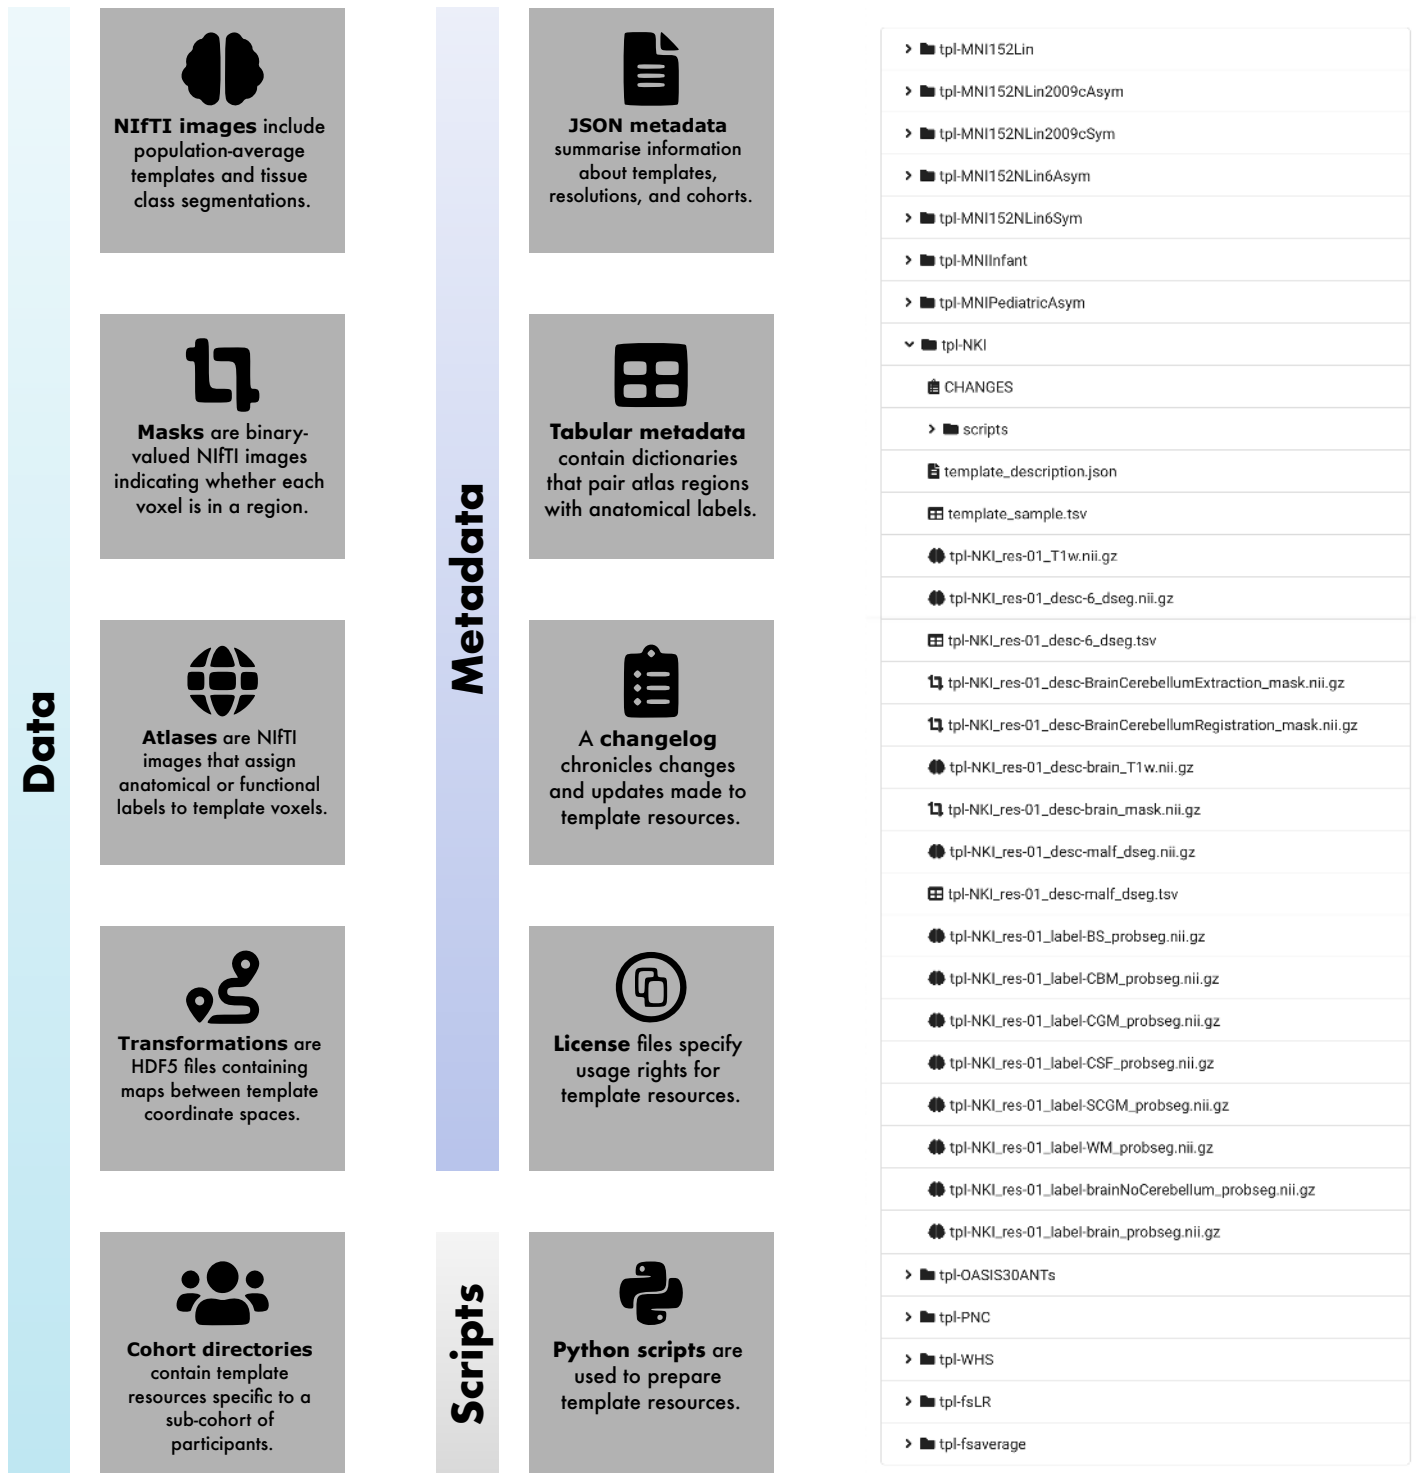 Data
NIfTI images include
population-average
templates and tissue
class segmentations.
Masks are binary-
valued NIfTI images
indicating whether each
voxel is in a region.
Atlases are NIfTI
images that assign
anatomical or functional
labels to template voxels.
Transformations are
HDF5 files containing
maps between template
coordinate spaces.
Cohort directories
contain template
resources specific to a
sub-cohort of
participants.
Metadata
JSON metadata
summarise information
about templates,
resolutions, and cohorts.
Tabular metadata
contain dictionaries
that pair atlas regions
with anatomical labels.
A changelog
chronicles changes
and updates made to
template resources.
License files specify
usage rights for
template resources.
Scripts
Python scripts are
used to prepare
template resources.
tpl-MNI152Lin
tpl-MNI152NLin2009cAsym
tpl-MNI152NLin2009cSym
tpl-MNI152NLin6Asym
tpl-MNI152NLin6Sym
tpl-MNIInfant
tpl-MNIPediatricAsym
tpl-NKI
CHANGES
scripts
template_description.json
template_sample.tsv
tpl-NKI_res-01_T1w.nii.gz
tpl-NKI_res-01_desc-6_dseg.nii.gz
tpl-NKI_res-01_desc-6_dseg.tsv
tpl-NKI_res-01_desc-BrainCerebellumExtraction_mask.nii.gz
tpl-NKI_res-01_desc-BrainCerebellumRegistration_mask.nii.gz
tpl-NKI_res-01_desc-brain_T1w.nii.gz
tpl-NKI_res-01_desc-brain_mask.nii.gz
tpl-NKI_res-01_desc-malf_dseg.nii.gz
tpl-NKI_res-01_desc-malf_dseg.tsv
tpl-NKI_res-01_label-BS_probseg.nii.gz
tpl-NKI_res-01_label-CBM_probseg.nii.gz
tpl-NKI_res-01_label-CGM_probseg.nii.gz
tpl-NKI_res-01_label-CSF_probseg.nii.gz
tpl-NKI_res-01_label-SCGM_probseg.nii.gz
tpl-NKI_res-01_label-WM_probseg.nii.gz
tpl-NKI_res-01_label-brainNoCerebellum_probseg.nii.gz
tpl-NKI_res-01_label-brain_probseg.nii.gz
tpl-OASIS30ANTs
tpl-PNC
tpl-WHS
tpl-fsLR
tpl-fsaverage